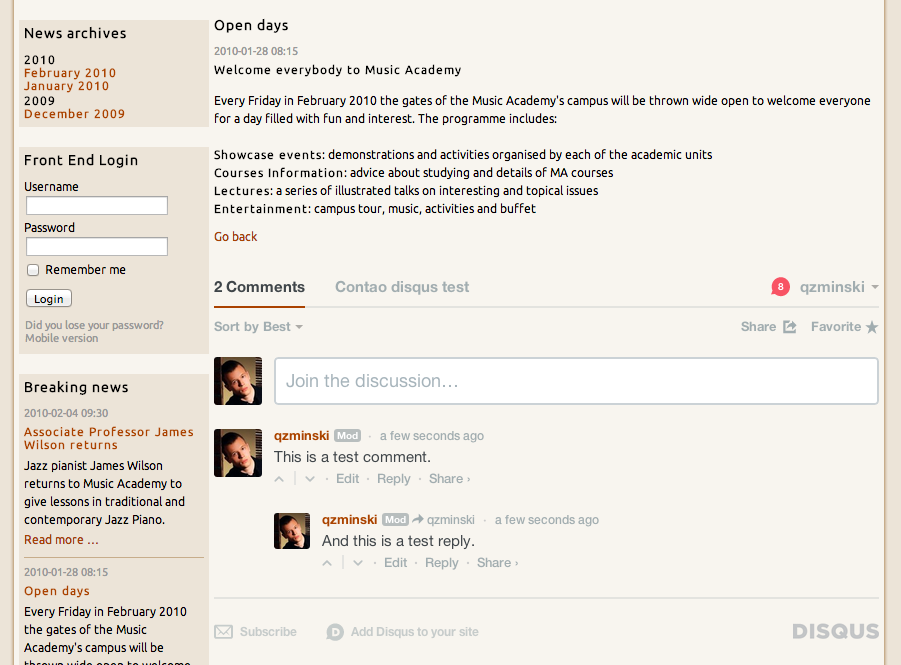 News archives
2010
February 2010
January 2010
2009
December 2009
Front End Login
Username
Password
Remember me
Login
Did you lose your password?
Mobile version
Breaking news
2010-02-04 09:30
Associate Professor James
Wilson returns
Jazz pianist James Wilson
returns to Music Academy to
give lessons in traditional and
contemporary Jazz Piano.
Read more …
2010-01-28 08:15
Open days
Every Friday in February 2010
the gates of the Music
Academy's campus will be
thrown wide open to welcome
Open days
2010-01-28 08:15
Welcome everybody to Music Academy
Every Friday in February 2010 the gates of the Music Academy's campus will be thrown wide open to welcome everyone
for a day filled with fun and interest. The programme includes:
Showcase events: demonstrations and activities organised by each of the academic units
Courses Information: advice about studying and details of MA courses
Lectures: a series of illustrated talks on interesting and topical issues
Entertainment: campus tour, music, activities and buffet
Go back
2 Comments Contao disqus test 8 qzminski
Sort by Best Share Favorite
Join the discussion…
qzminski Mod · a few seconds ago
This is a test comment.
· Edit · Reply · Share ›
qzminski Mod qzminski · a few seconds ago
And this is a test reply.
· Edit · Reply · Share ›
Subscribe D Add Disqus to your site DISQUS